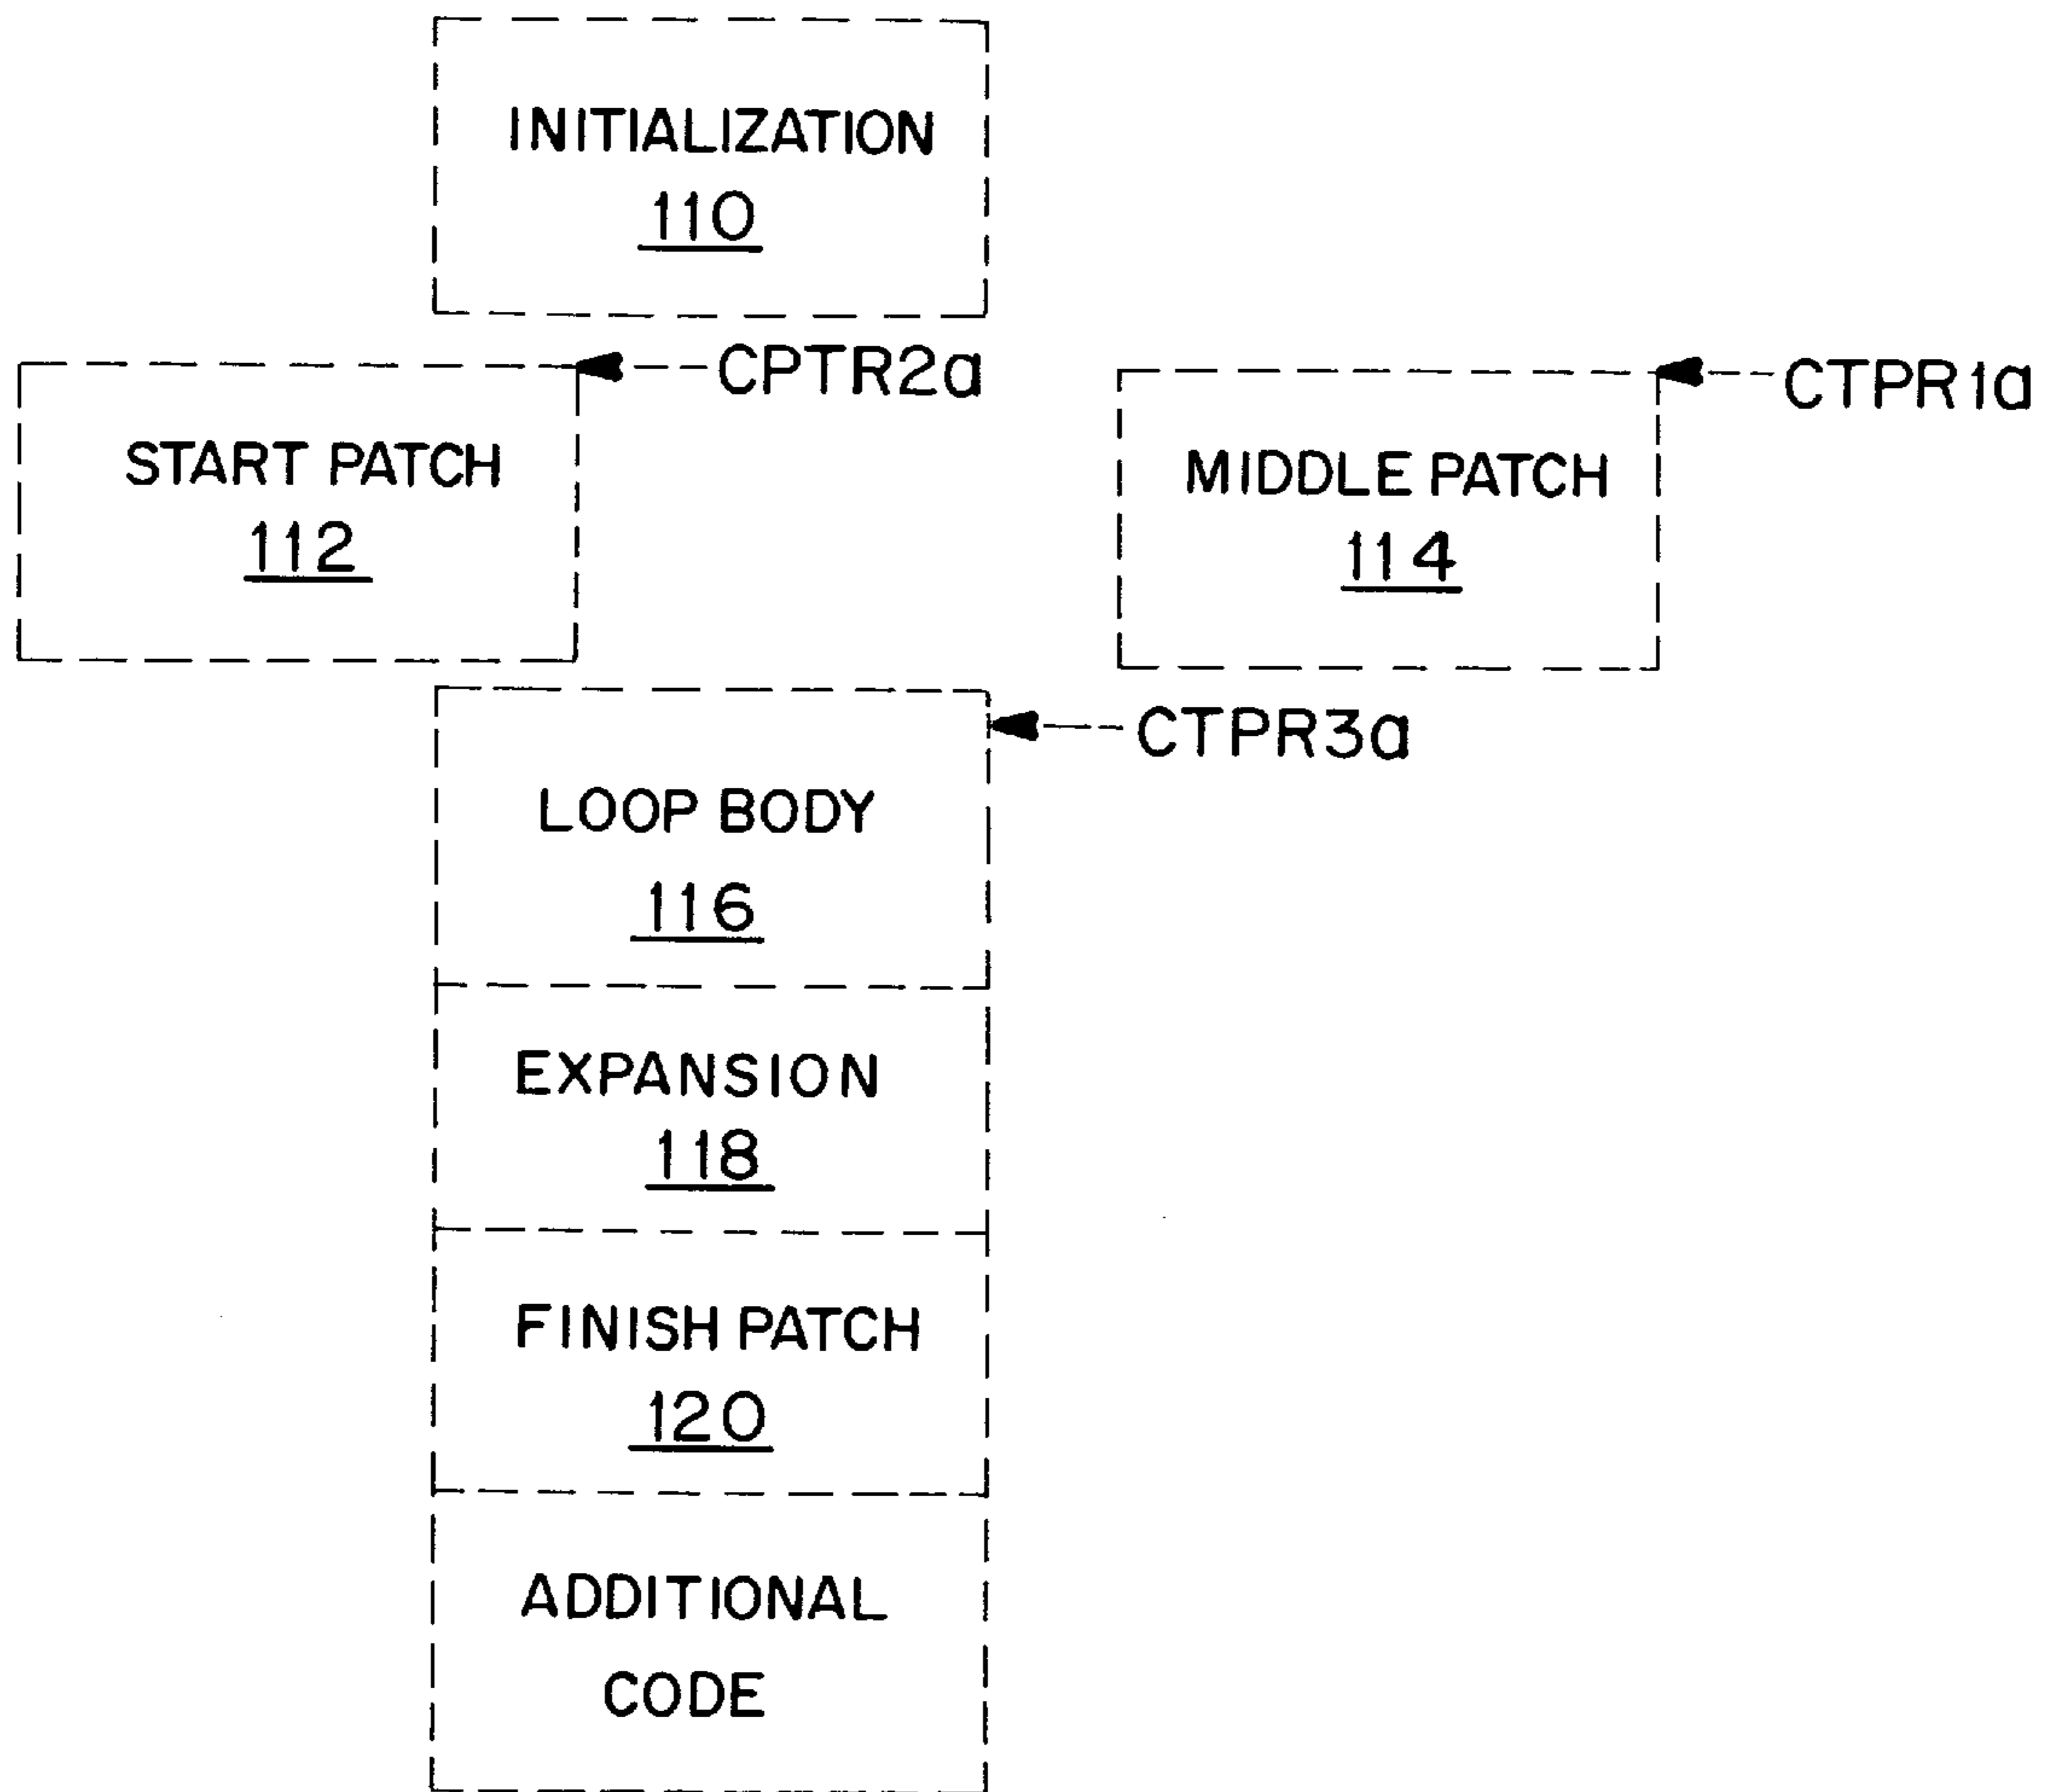 INITIALIZATION
110
CPTR2a
CTPR1a
START PATCH
112
MIDDLE PATCH
114
CTPR3a
LOOP BODY
116
EXPANSION
118
FINISH PATCH
120
ADDITIONAL
CODE